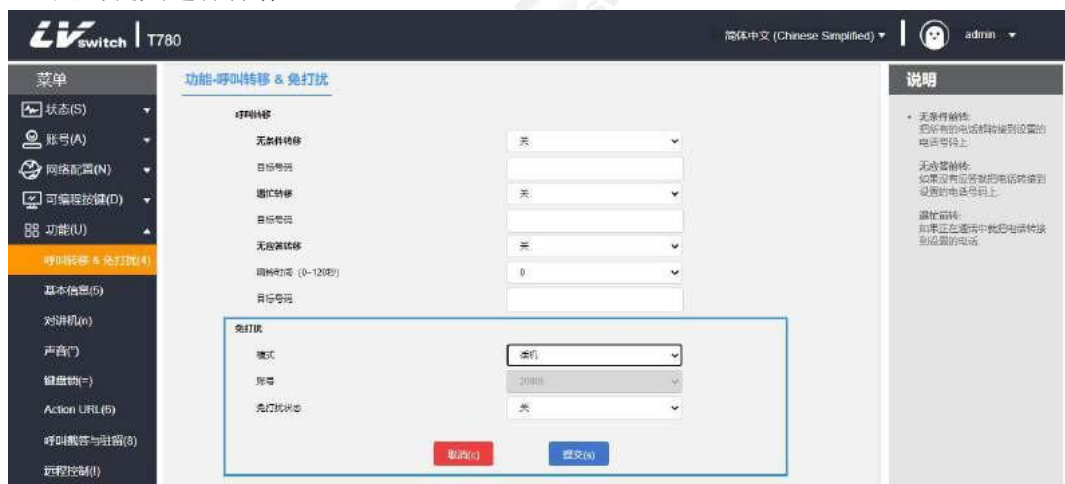 LVswitch | T780
简体中文 (Chinese Simplified)
admin
菜单
状态(S)
账号(A)
网络配置(N)
可编程按键(D)
功能(U)
呼叫转移 & 免打扰(4)
基本信息(5)
对讲机(n)
声音(")
键盘锁(=)
Action URL(6)
呼叫截答与驻留(8)
远程控制(!)
功能-呼叫转移 & 免打扰
呼叫转移
无条件转移 关
目标号码
遇忙转移 关
目标号码
无应答转移 关
响铃时间 (0-120秒) 0
目标号码
免打扰
模式 话机
账号
免打扰状态 关
取消(c) 提交(s)
说明
无条件前转:
把所有的电话都转接到设置的
电话号码上
无应答前转:
如果没有应答就把电话转接到
设置的电话号码上
遇忙前转:
如果正在通话中就把电话转接
到设置的电话